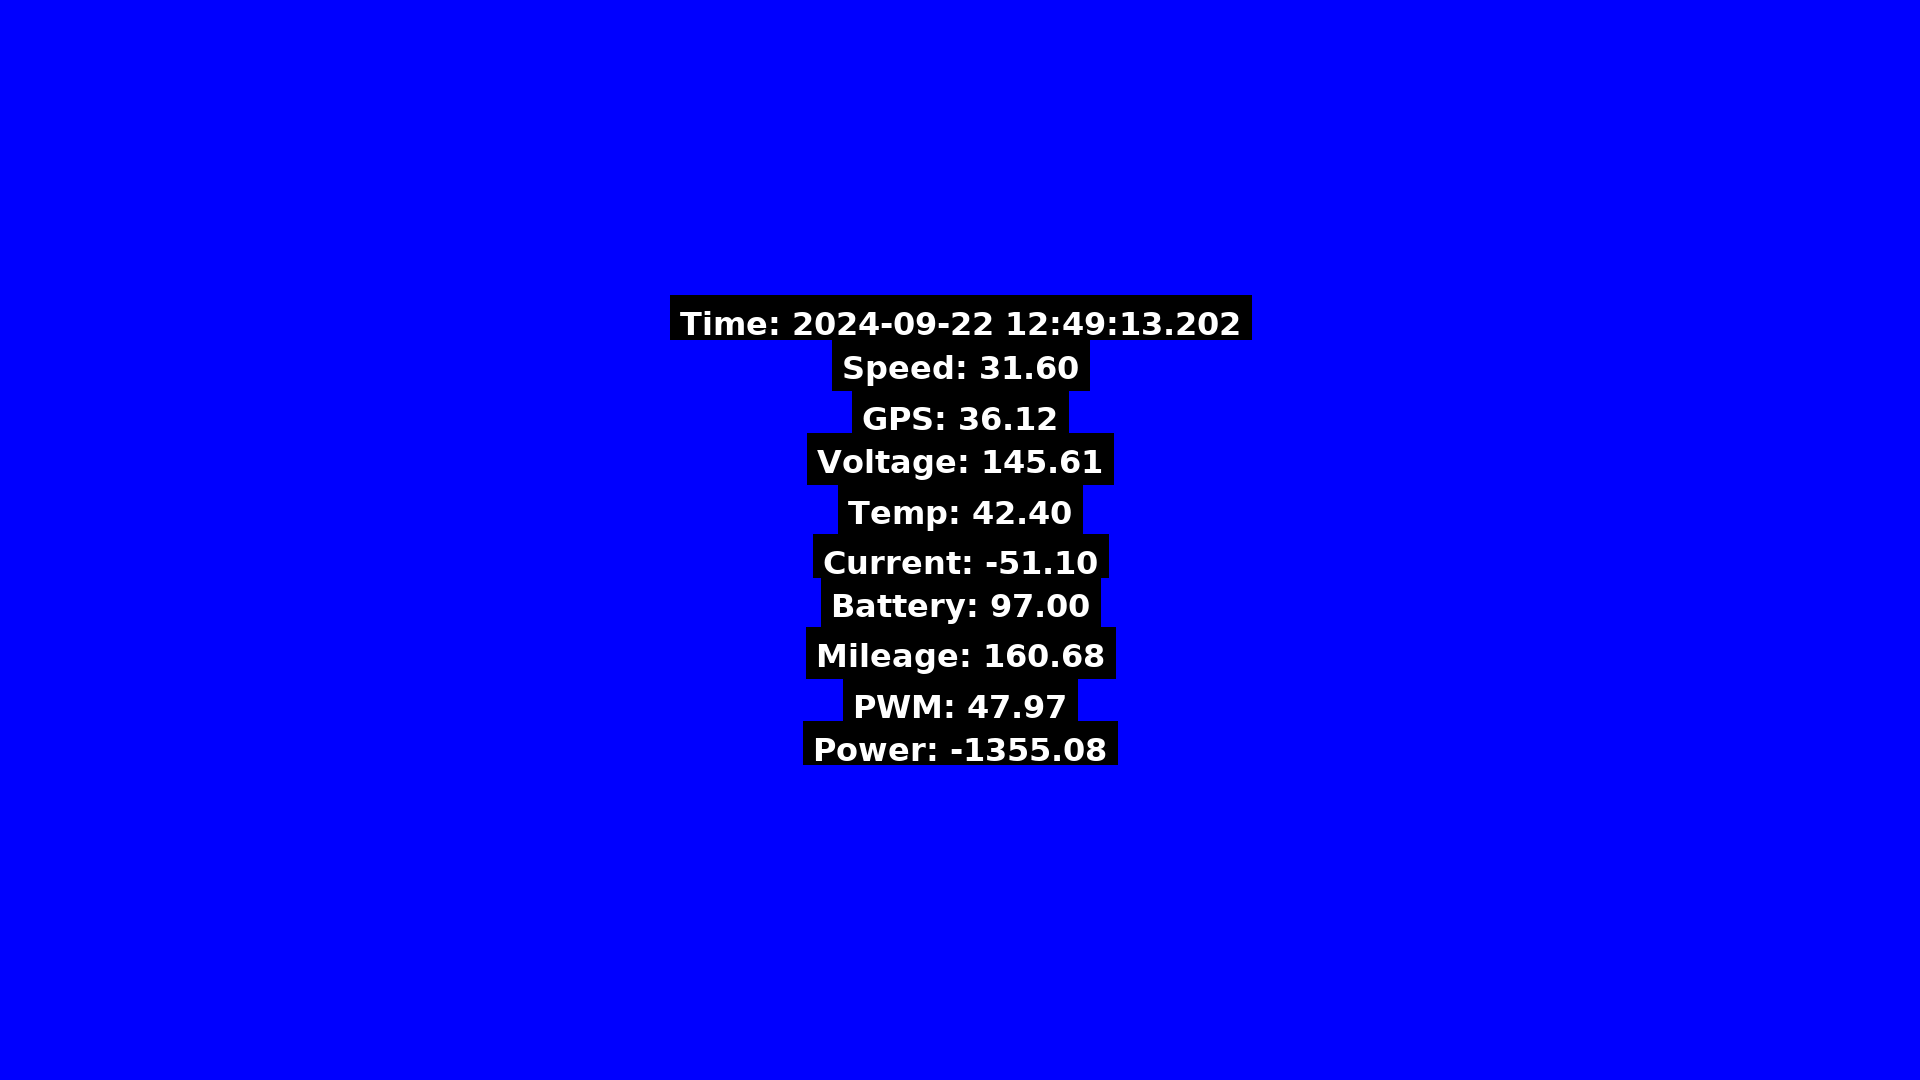 Time: 2024-09-22 12:49:13.202
Speed: 31.60
GPS: 36.12
Voltage: 145.61
Temp: 42.40
Current: -51.10
Battery: 97.00
Mileage: 160.68
PWM: 47.97
Power: -1355.08